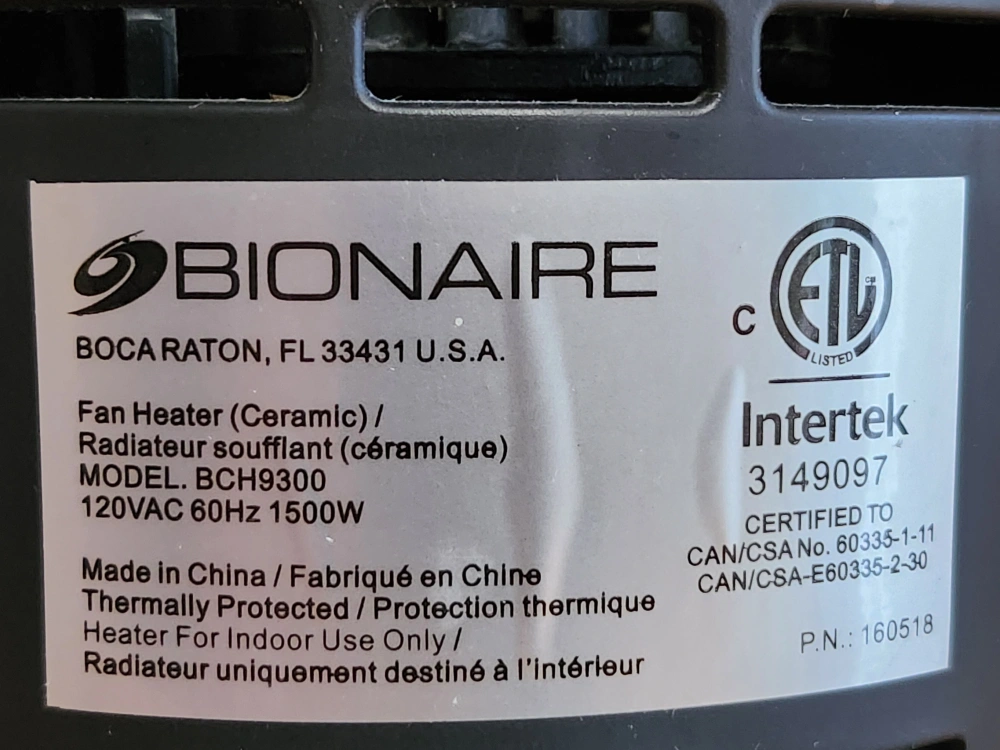 BIONAIRE
BOCA RATON, FL 33431 U.S.A.
Fan Heater (Ceramic) /
Radiateur soufflant (céramique)
MODEL. BCH9300
120VAC 60Hz 1500W
Made in China / Fabriqué en Chine
Thermally Protected / Protection thermique
Heater For Indoor Use Only /
Radiateur uniquement destiné à l'intérieur
C
ETL
CM
LISTED
Intertek
3149097
CERTIFIED TO
CAN/CSA No. 60335-1-11
CAN/CSA-E60335-2-30
P.N.: 160518